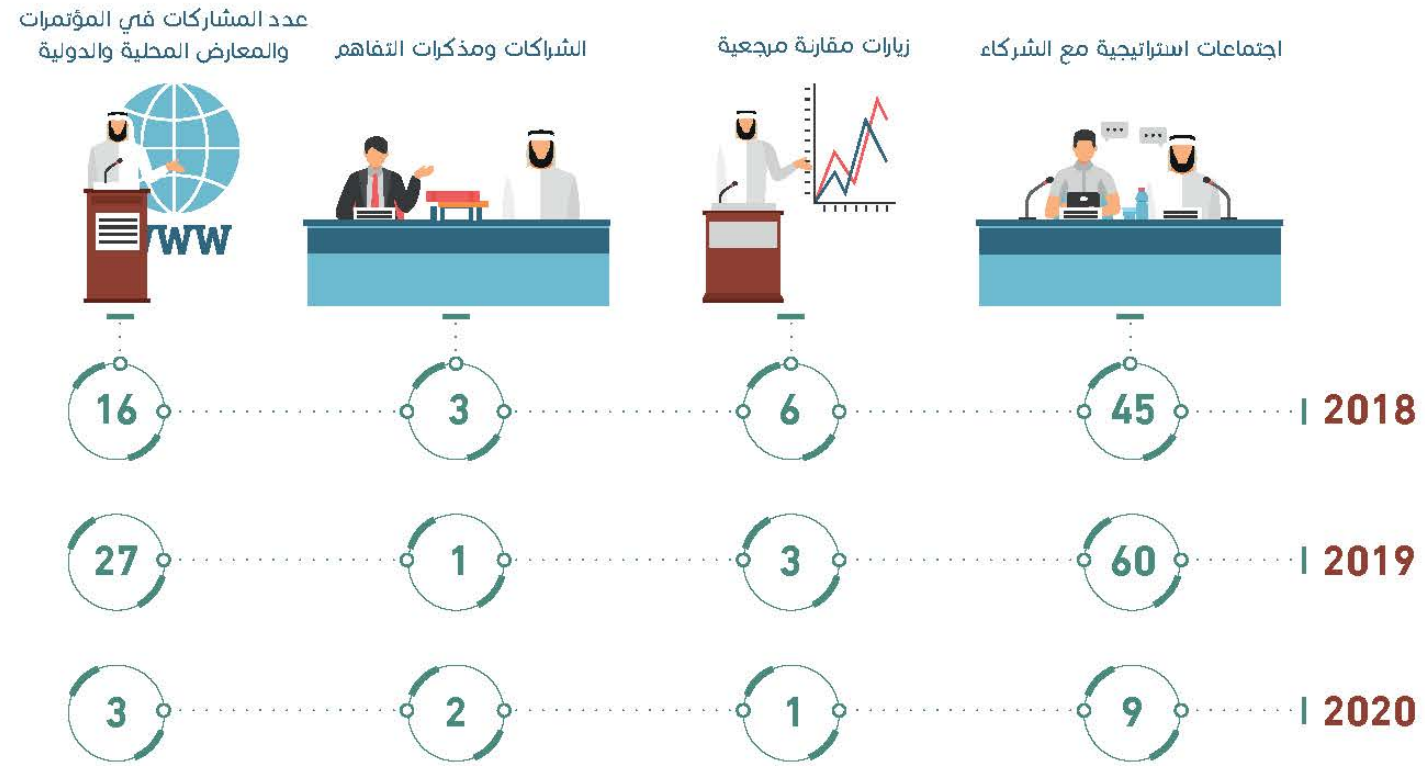 اجتماعات استراتيجية مع الشركاء
زيارات مقارنة مرجعية
الشراكات ومذكرات التفاهم
عدد المشاركات في المؤتمرات
والمعارض المحلية والدولية
WWW
2018 45 6 3 16
2019 60 3 1 27
2020 9 1 2 3